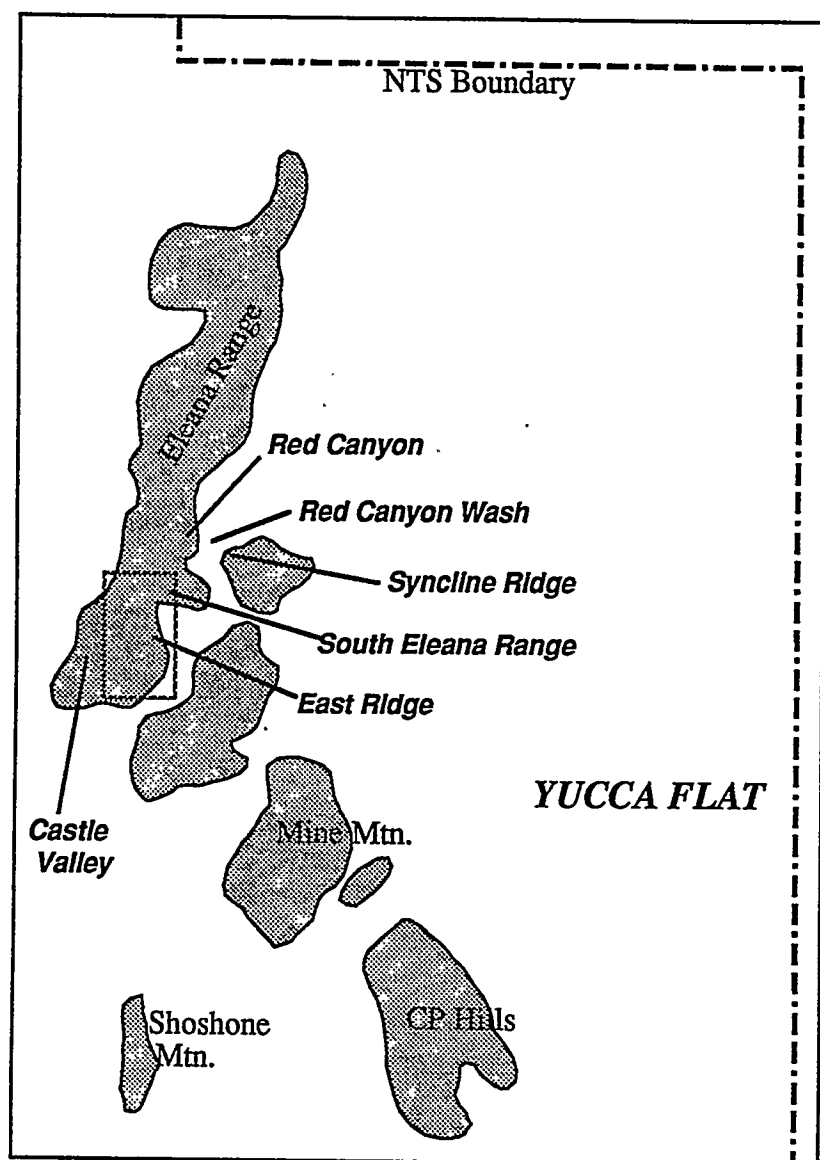 NTS Boundary
Eleana Range
Red Canyon
Red Canyon Wash
Syncline Ridge
South Eleana Range
East Ridge
YUCCA FLAT
Castle
Valley
Mine Mtn.
Shoshone
Mtn.
CP Hills